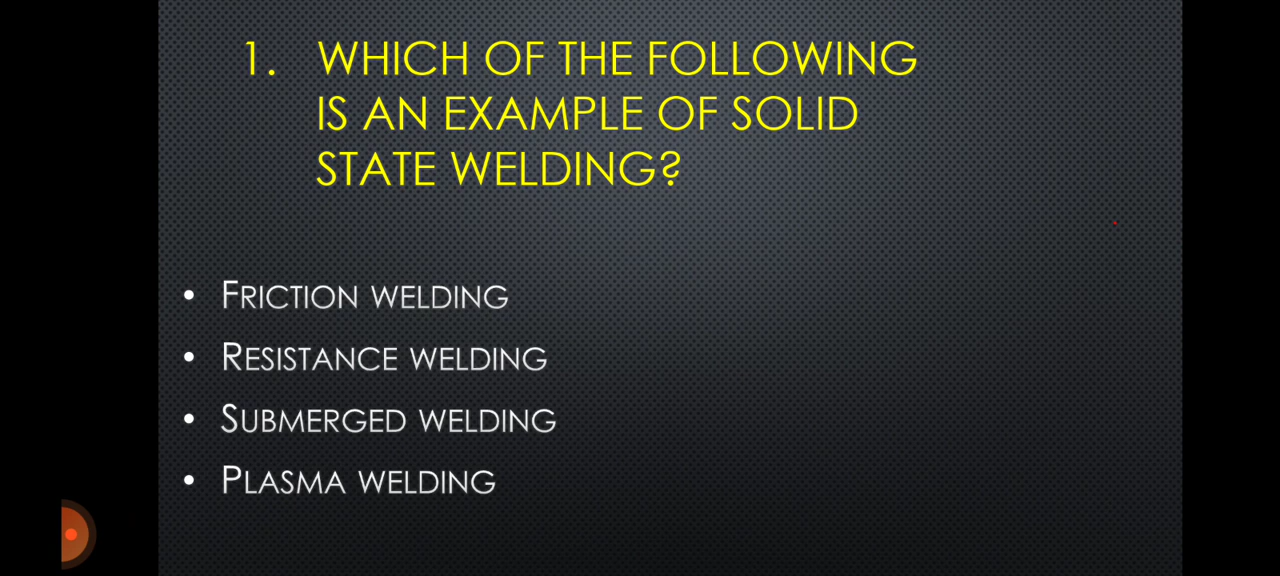 1. WHICH OF THE FOLLOWING
IS AN EXAMPLE OF SOLID
STATE WELDING?
• FRICTION WELDING
• RESISTANCE WELDING
• SUBMERGED WELDING
• PLASMA WELDING